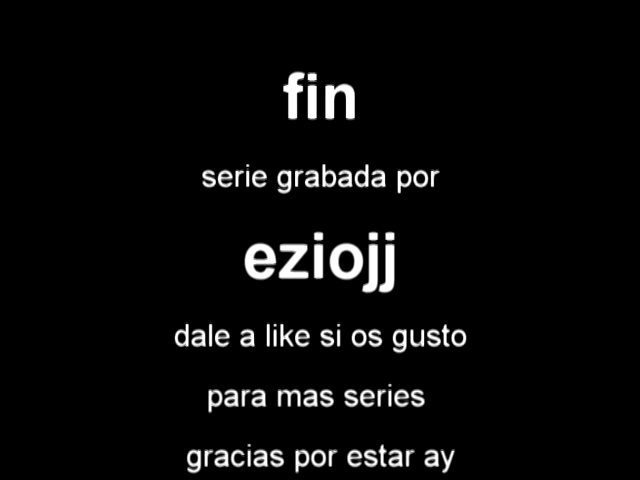 fin
serie grabada por
eziojj
dale a like si os gusto
para mas series
gracias por estar ay